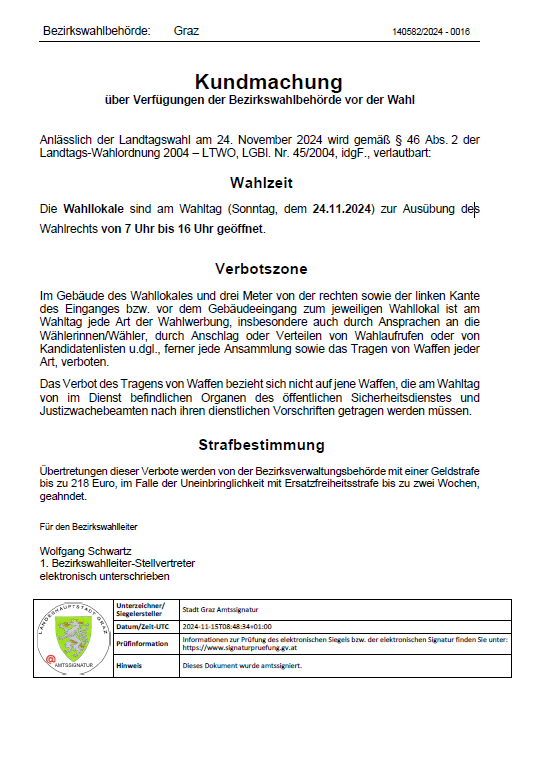 Bezirkswahlbehörde: Graz 140582/2024 - 0016
Kundmachung
über Verfügungen der Bezirkswahlbehörde vor der Wahl
Anlässlich der Landtagswahl am 24. November 2024 wird gemäß § 46 Abs. 2 der
Landtags-Wahlordnung 2004 – LTWO, LGBl. Nr. 45/2004, idgF., verlautbart:
Wahlzeit
Die Wahllokale sind am Wahltag (Sonntag, dem 24.11.2024) zur Ausübung des
Wahlrechts von 7 Uhr bis 16 Uhr geöffnet.
Verbotszone
Im Gebäude des Wahllokales und drei Meter von der rechten sowie der linken Kante
des Einganges bzw. vor dem Gebäudeeingang zum jeweiligen Wahllokal ist am
Wahltag jede Art der Wahlwerbung, insbesondere auch durch Ansprachen an die
Wählerinnen/Wähler, durch Anschlag oder Verteilen von Wahlaufrufen oder von
Kandidatenlisten u.dgl., ferner jede Ansammlung sowie das Tragen von Waffen jeder
Art, verboten.
Das Verbot des Tragens von Waffen bezieht sich nicht auf jene Waffen, die am Wahltag
von im Dienst befindlichen Organen des öffentlichen Sicherheitsdienstes und
Justizwachebeamten nach ihren dienstlichen Vorschriften getragen werden müssen.
Strafbestimmung
Übertretungen dieser Verbote werden von der Bezirksverwaltungsbehörde mit einer Geldstrafe
bis zu 218 Euro, im Falle der Uneinbringlichkeit mit Ersatzfreiheitsstrafe bis zu zwei Wochen,
geahndet.
Für den Bezirkswahlleiter
Wolfgang Schwartz
1. Bezirkswahlleiter-Stellvertreter
elektronisch unterschrieben
LANDESHAUPTSTADT GRAZ
@ AMTSSIGNATUR
Unterzeichner/
Siegelersteller Stadt Graz Amtssignatur
Datum/Zeit-UTC 2024-11-15T08:48:34+01:00
Prüfinformation Informationen zur Prüfung des elektronischen Siegels bzw. der elektronischen Signatur finden Sie unter:
https://www.signaturpruefung.gv.at
Hinweis Dieses Dokument wurde amtssigniert.